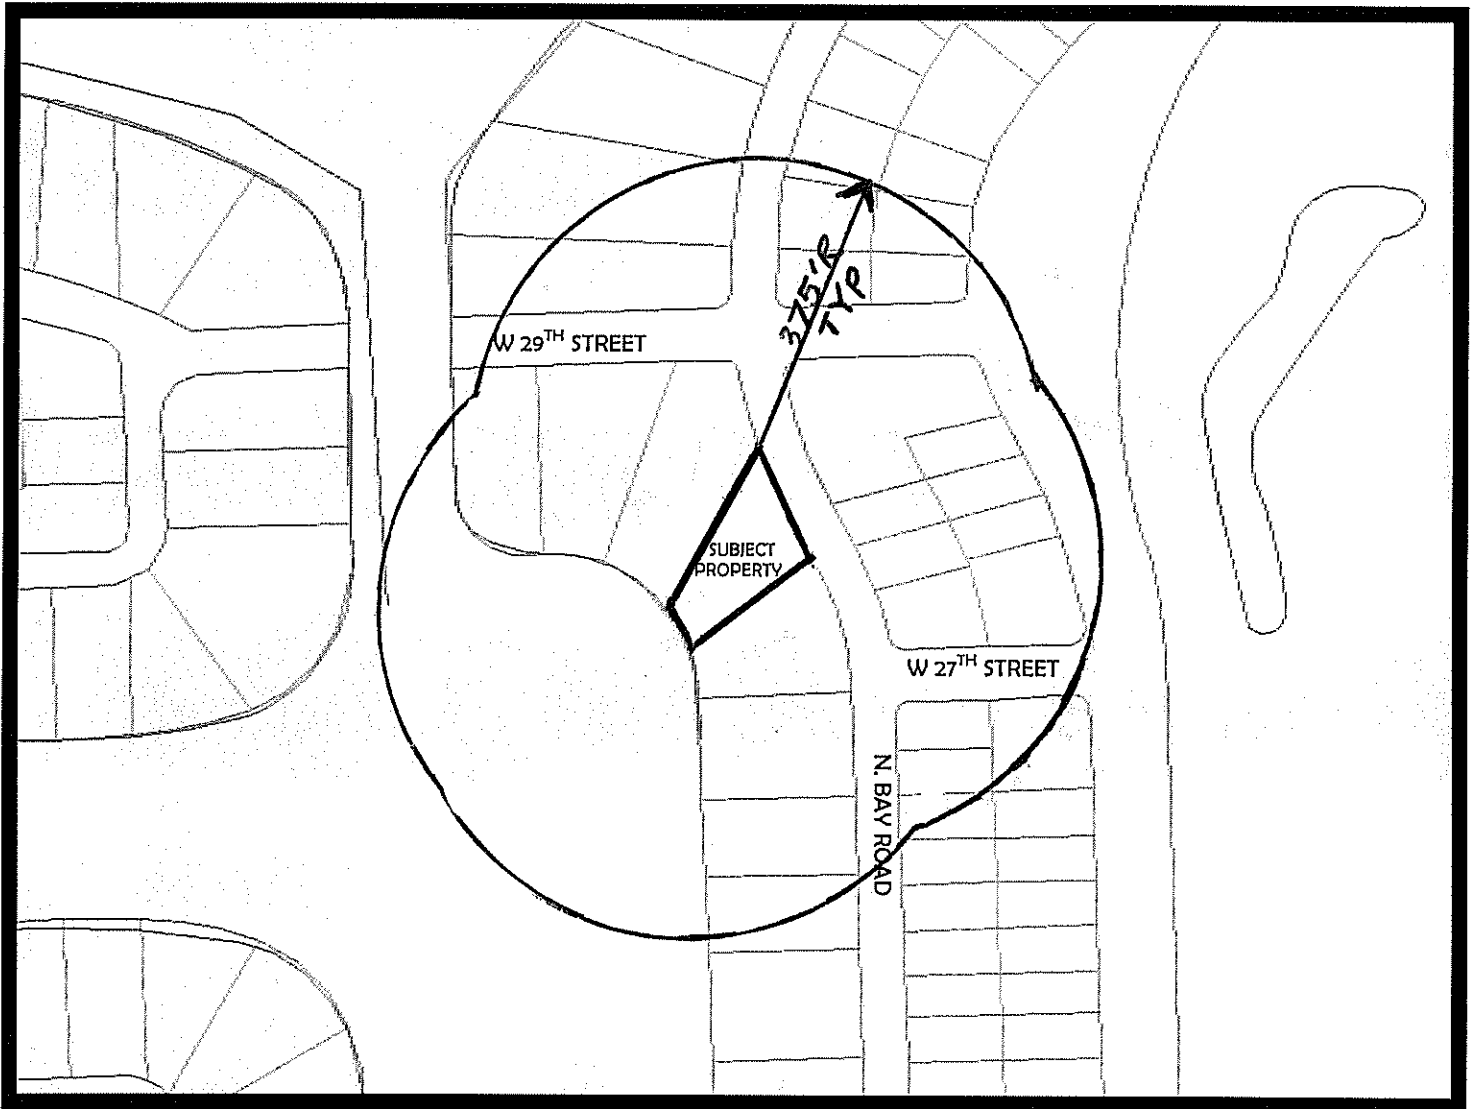 375'R
TYP
W 29TH STREET
SUBJECT
PROPERTY
W 27TH STREET
N. BAY ROAD